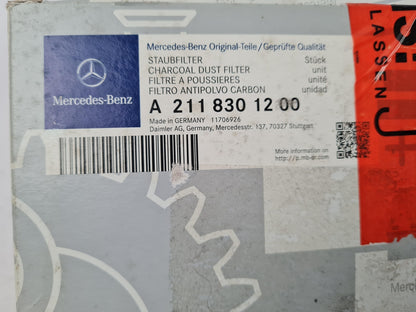 Mercedes-Benz Original-Teile/Geprüfte Qualität
STAUBFILTER Stück
CHARCOAL DUST FILTER unit
FILTRE A POUSSIERES unité
FILTRO ANTIPOLVO CARBON unidad
Mercedes-Benz
A 211 830 12 00
Made in GERMANY 11706926
Daimler AG, Germany, Mercedesstr. 137, 70327 Stuttgart
More information on
http://p.mb-qr.com
LASSEN
Merc